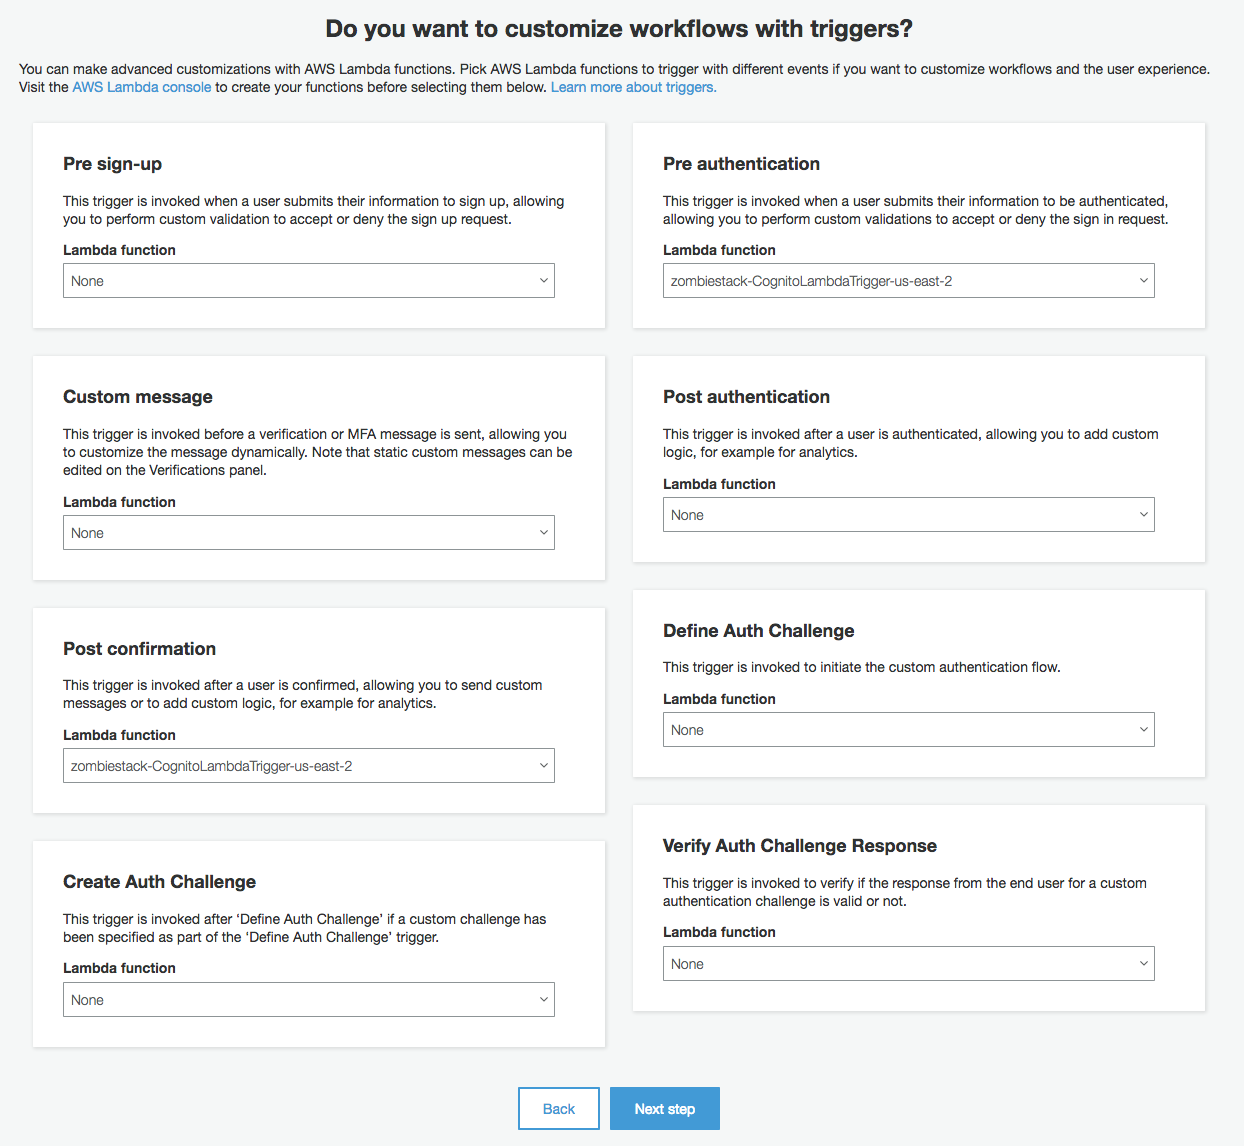 Do you want to customize workflows with triggers?
You can make advanced customizations with AWS Lambda functions. Pick AWS Lambda functions to trigger with different events if you want to customize workflows and the user experience.
Visit the AWS Lambda console to create your functions before selecting them below. Learn more about triggers.
Pre sign-up
This trigger is invoked when a user submits their information to sign up, allowing
you to perform custom validation to accept or deny the sign up request.
Lambda function
None
Custom message
This trigger is invoked before a verification or MFA message is sent, allowing you
to customize the message dynamically. Note that static custom messages can be
edited on the Verifications panel.
Lambda function
None
Post confirmation
This trigger is invoked after a user is confirmed, allowing you to send custom
messages or to add custom logic, for example for analytics.
Lambda function
zombiestack-CognitoLambdaTrigger-us-east-2
Create Auth Challenge
This trigger is invoked after ‘Define Auth Challenge’ if a custom challenge has
been specified as part of the ‘Define Auth Challenge’ trigger.
Lambda function
None
Pre authentication
This trigger is invoked when a user submits their information to be authenticated,
allowing you to perform custom validations to accept or deny the sign in request.
Lambda function
zombiestack-CognitoLambdaTrigger-us-east-2
Post authentication
This trigger is invoked after a user is authenticated, allowing you to add custom
logic, for example for analytics.
Lambda function
None
Define Auth Challenge
This trigger is invoked to initiate the custom authentication flow.
Lambda function
None
Verify Auth Challenge Response
This trigger is invoked to verify if the response from the end user for a custom
authentication challenge is valid or not.
Lambda function
None
Back
Next step